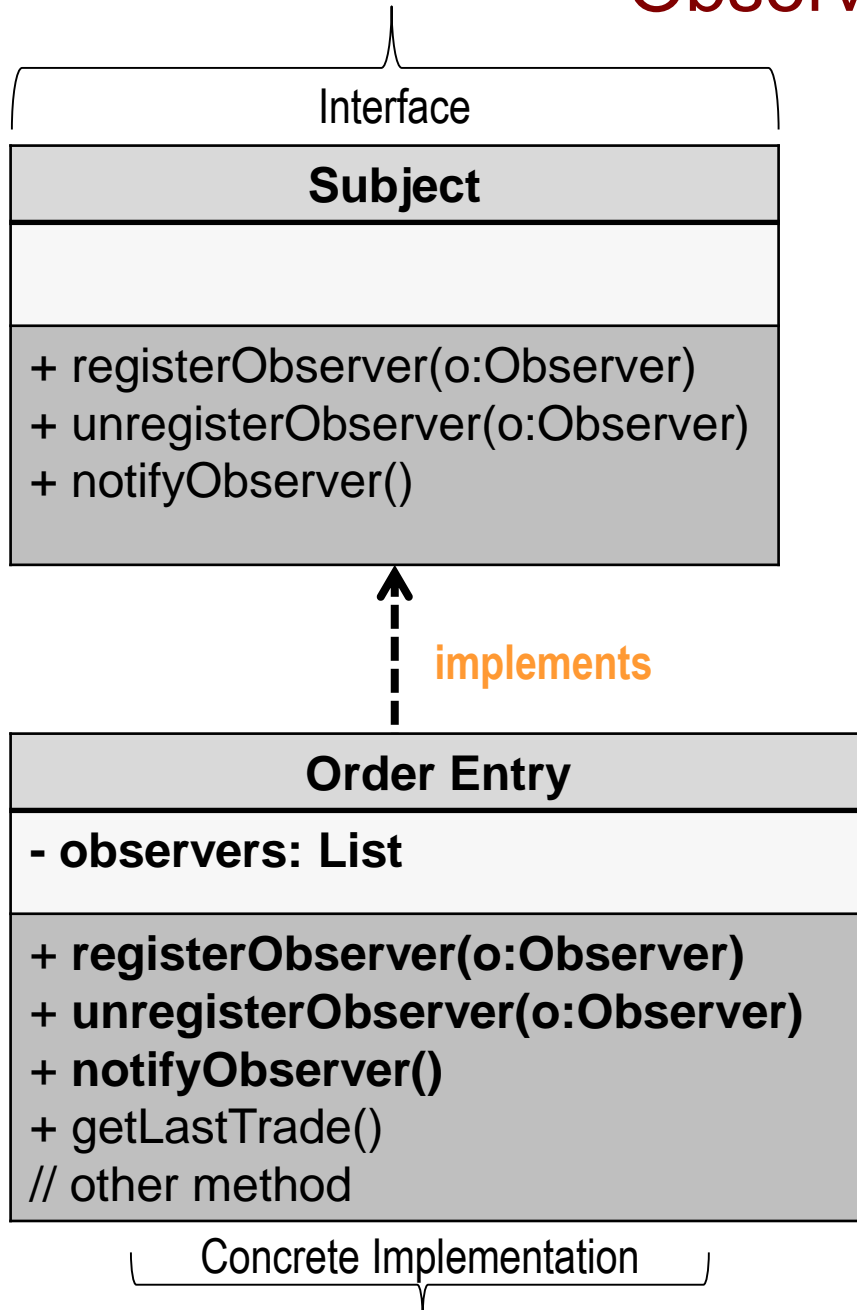 Interface
Subject
+ registerObserver(o:Observer)
+ unregisterObserver(o:Observer)
+ notifyObserver()
implements
Order Entry
- observers: List
+ registerObserver(o:Observer)
+ unregisterObserver(o:Observer)
+ notifyObserver()
+ getLastTrade()
// other method
Concrete Implementation